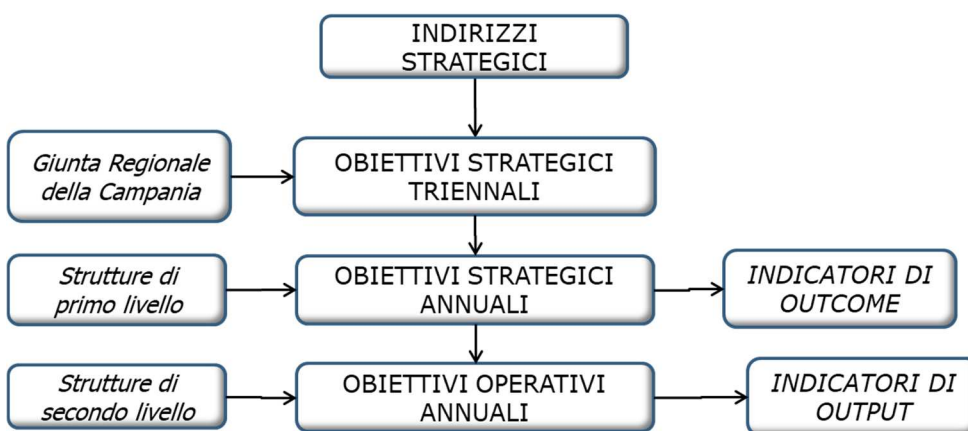 INDIRIZZI
STRATEGICI
Giunta Regionale
della Campania
OBIETTIVI STRATEGICI
TRIENNALI
Strutture di
primo livello
OBIETTIVI STRATEGICI
ANNUALI
INDICATORI DI
OUTCOME
Strutture di
secondo livello
OBIETTIVI OPERATIVI
ANNUALI
INDICATORI DI
OUTPUT